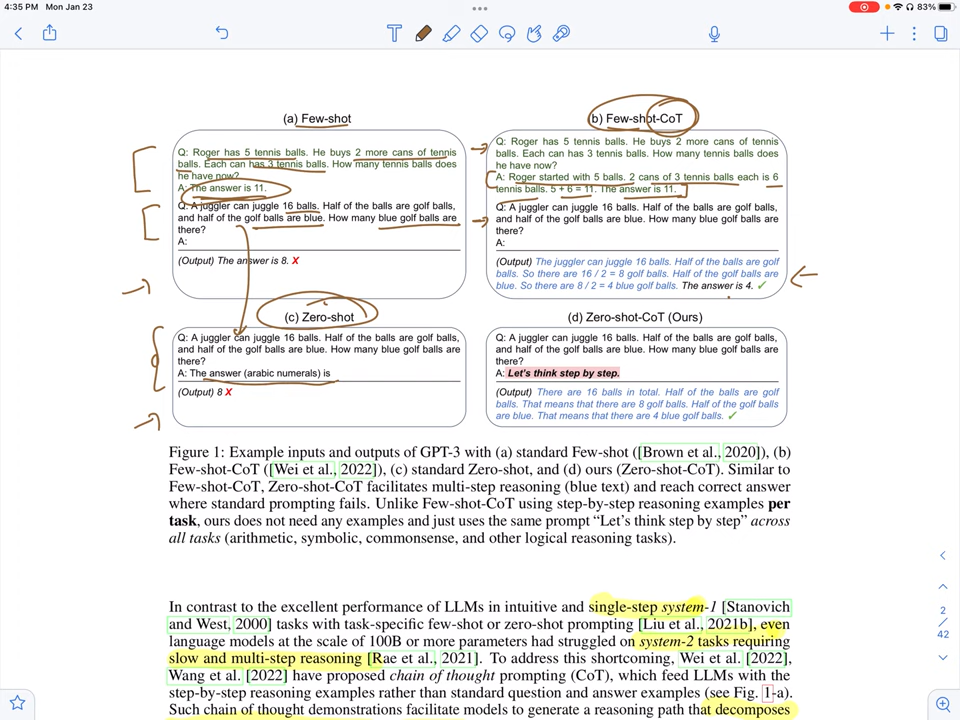 4:35 PM Mon Jan 23
83%
(a) Few-shot
Q: Roger has 5 tennis balls. He buys 2 more cans of tennis
balls. Each can has 3 tennis balls. How many tennis balls does
he have now?
A: The answer is 11.
Q: A juggler can juggle 16 balls. Half of the balls are golf balls,
and half of the golf balls are blue. How many blue golf balls are
there?
A:
(Output) The answer is 8. X
(b) Few-shot-CoT
Q: Roger has 5 tennis balls. He buys 2 more cans of tennis
balls. Each can has 3 tennis balls. How many tennis balls does
he have now?
A: Roger started with 5 balls. 2 cans of 3 tennis balls each is 6
tennis balls. 5 + 6 = 11. The answer is 11.
Q: A juggler can juggle 16 balls. Half of the balls are golf balls,
and half of the golf balls are blue. How many blue golf balls are
there?
A:
(Output) The juggler can juggle 16 balls. Half of the balls are golf
balls. So there are 16 / 2 = 8 golf balls. Half of the golf balls are
blue. So there are 8 / 2 = 4 blue golf balls. The answer is 4. ✓
(c) Zero-shot
Q: A juggler can juggle 16 balls. Half of the balls are golf balls,
and half of the golf balls are blue. How many blue golf balls are
there?
A: The answer (arabic numerals) is
(Output) 8 X
(d) Zero-shot-CoT (Ours)
Q: A juggler can juggle 16 balls. Half of the balls are golf balls,
and half of the golf balls are blue. How many blue golf balls are
there?
A: Let's think step by step.
(Output) There are 16 balls in total. Half of the balls are golf
balls. That means that there are 8 golf balls. Half of the golf balls
are blue. That means that there are 4 blue golf balls. ✓
Figure 1: Example inputs and outputs of GPT-3 with (a) standard Few-shot ([Brown et al., 2020]), (b)
Few-shot-CoT ([Wei et al., 2022]), (c) standard Zero-shot, and (d) ours (Zero-shot-CoT). Similar to
Few-shot-CoT, Zero-shot-CoT facilitates multi-step reasoning (blue text) and reach correct answer
where standard prompting fails. Unlike Few-shot-CoT using step-by-step reasoning examples per
task, ours does not need any examples and just uses the same prompt “Let's think step by step” across
all tasks (arithmetic, symbolic, commonsense, and other logical reasoning tasks).
In contrast to the excellent performance of LLMs in intuitive and single-step system-1 [Stanovich
and West, 2000] tasks with task-specific few-shot or zero-shot prompting [Liu et al., 2021b], even
language models at the scale of 100B or more parameters had struggled on system-2 tasks requiring
slow and multi-step reasoning [Rae et al., 2021]. To address this shortcoming, Wei et al. [2022],
Wang et al. [2022] have proposed chain of thought prompting (CoT), which feed LLMs with the
step-by-step reasoning examples rather than standard question and answer examples (see Fig. 1-a).
Such chain of thought demonstrations facilitate models to generate a reasoning path that decomposes
2
/
42